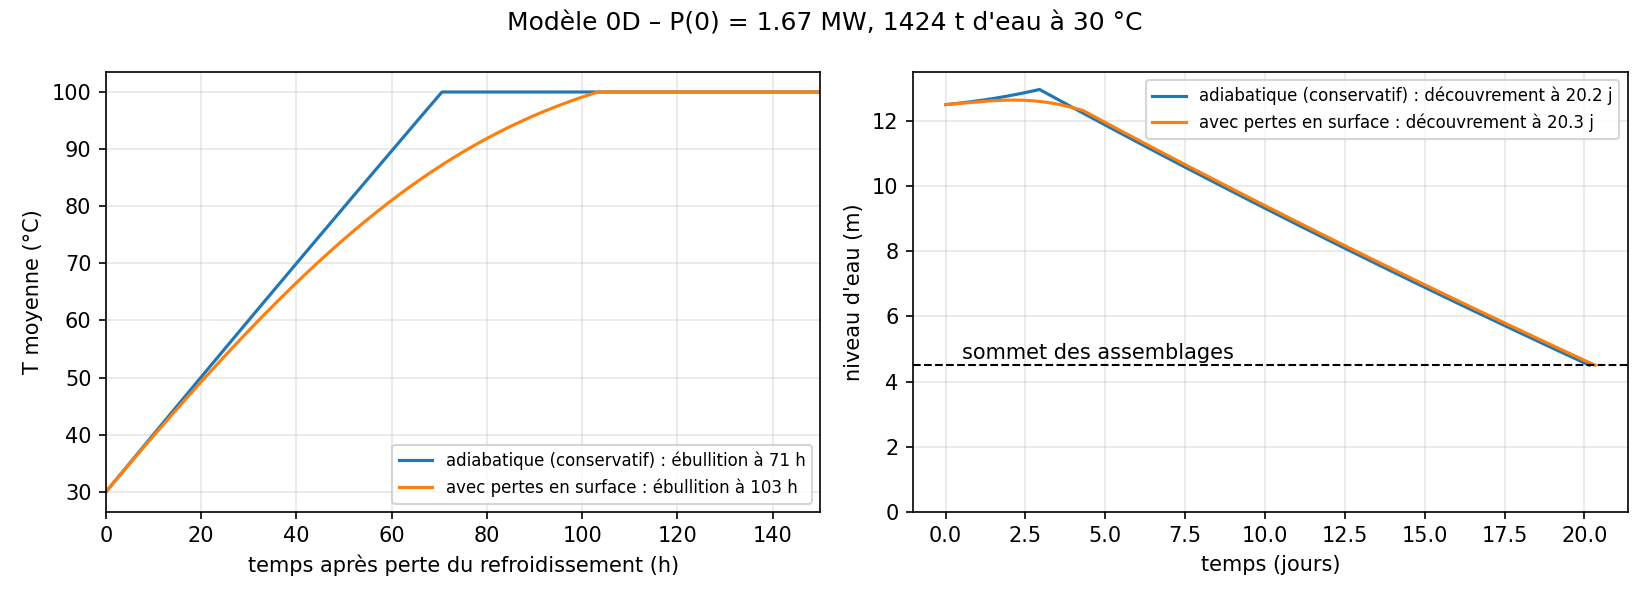 Modèle 0D – P(0) = 1.67 MW, 1424 t d'eau à 30 °C
100
90
80
70
60
50
40
30
T moyenne (°C)
adiabatique (conservatif) : ébullition à 71 h
avec pertes en surface : ébullition à 103 h
0 20 40 60 80 100 120 140
temps après perte du refroidissement (h)
12
10
8
6
4
2
0
niveau d'eau (m)
adiabatique (conservatif) : découvrement à 20.2 j
avec pertes en surface : découvrement à 20.3 j
sommet des assemblages
0.0 2.5 5.0 7.5 10.0 12.5 15.0 17.5 20.0
temps (jours)